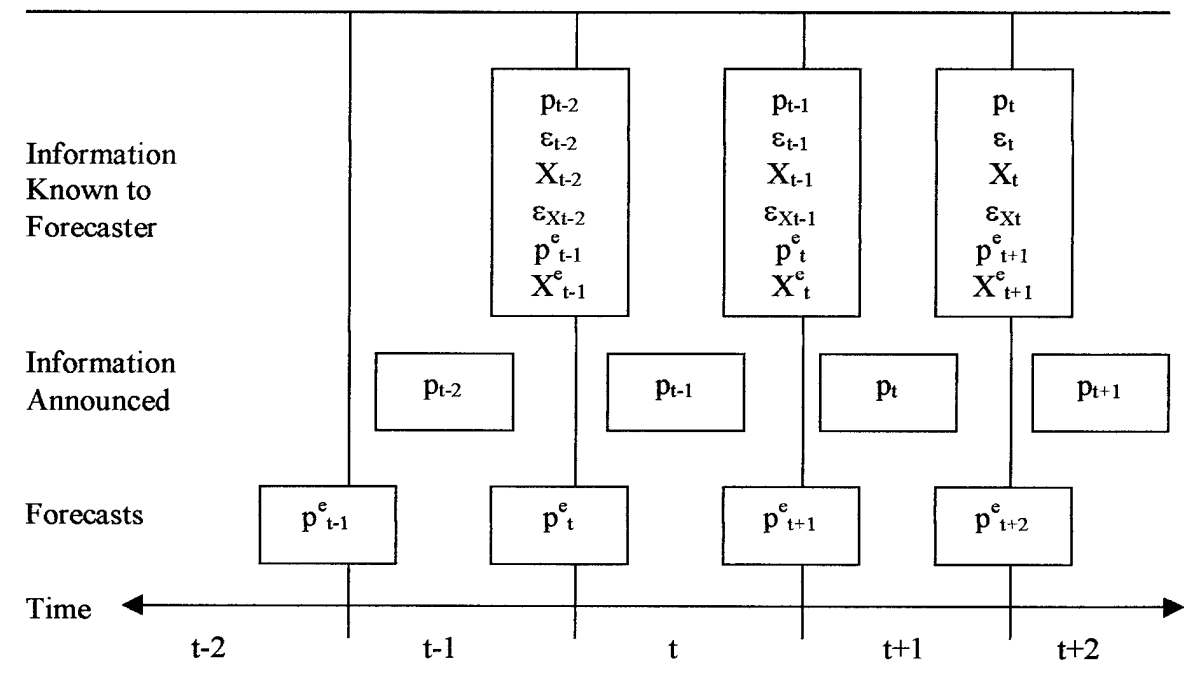 p_{t-2} p_{t-1} p_t
ε_{t-2} ε_{t-1} ε_t
X_{t-2} X_{t-1} X_t
ε_{Xt-2} ε_{Xt-1} ε_{Xt}
p^e_{t-1} p^e_t p^e_{t+1}
X^e_{t-1} X^e_t X^e_{t+1}
Information
Known to
Forecaster
Information
Announced
p_{t-2} p_{t-1} p_t p_{t+1}
Forecasts
p^e_{t-1} p^e_t p^e_{t+1} p^e_{t+2}
Time
t-2 t-1 t t+1 t+2